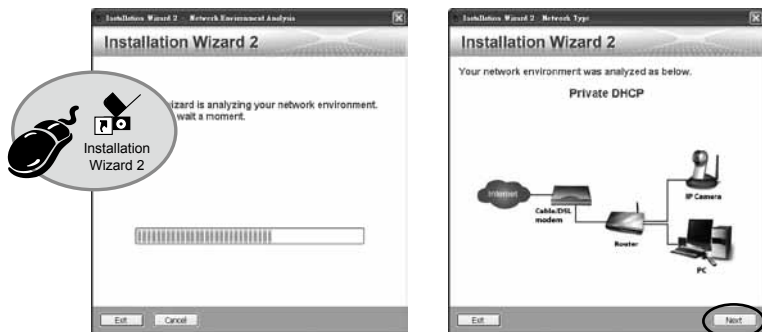 Installation Wizard 2 - Network Environment Analysis
Installation Wizard 2
wizard is analyzing your network environment.
wait a moment.
Installation
Wizard 2
Exit
Cancel
Installation Wizard 2 - Network Type
Installation Wizard 2
Your network environment was analyzed as below.
Private DHCP
Internet
Cable/DSL
modem
Router
IP Camera
PC
Exit
Next